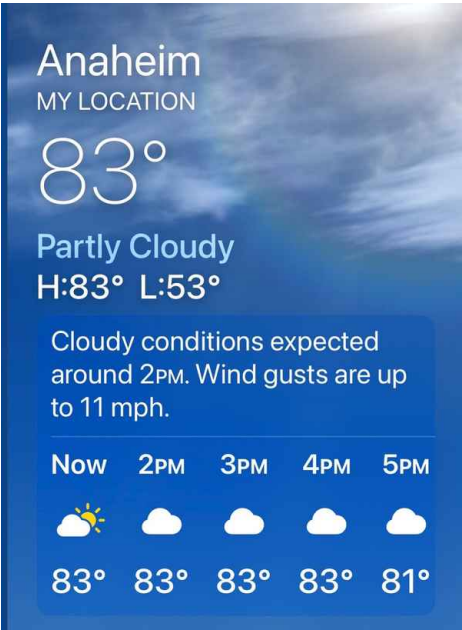 Anaheim
MY LOCATION
83°
Partly Cloudy
H:83° L:53°
Cloudy conditions expected
around 2PM. Wind gusts are up
to 11 mph.
Now 2PM 3PM 4PM 5PM
83° 83° 83° 83° 81°